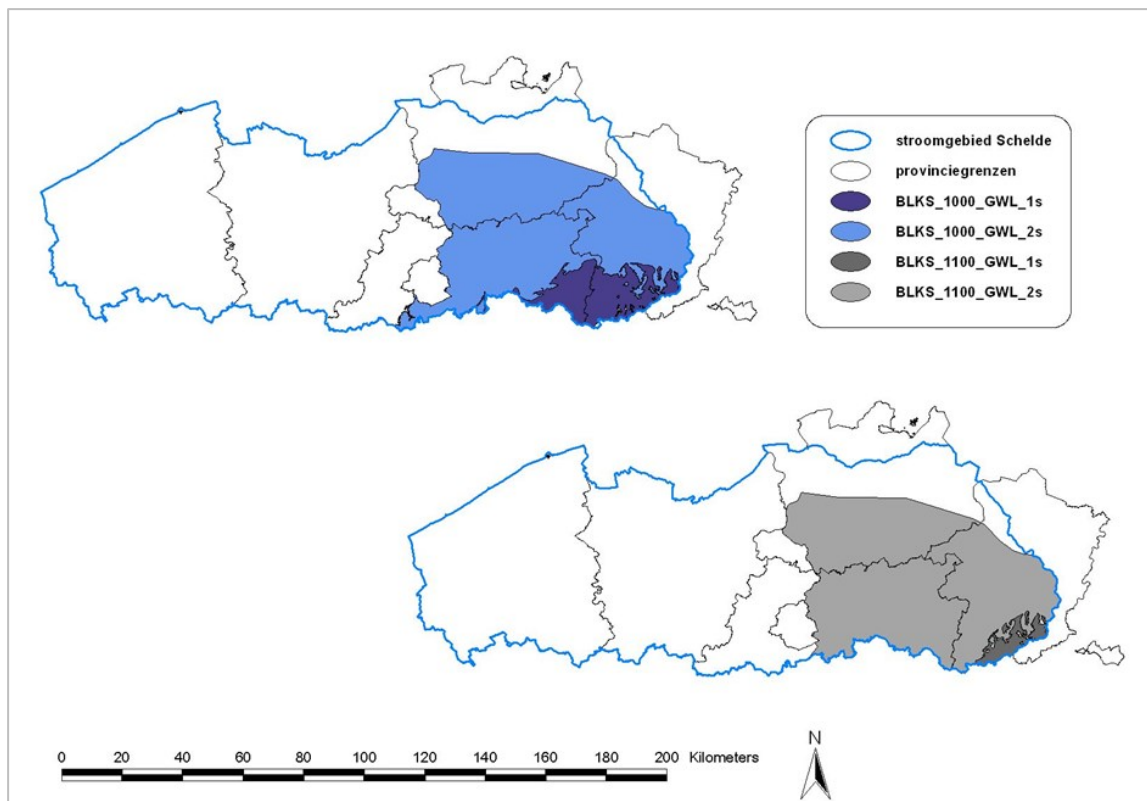 stroomgebied Schelde
provinciegrenzen
BLKS_1000_GWL_1s
BLKS_1000_GWL_2s
BLKS_1100_GWL_1s
BLKS_1100_GWL_2s
0 20 40 60 80 100 120 140 160 180 200 Kilometers
N